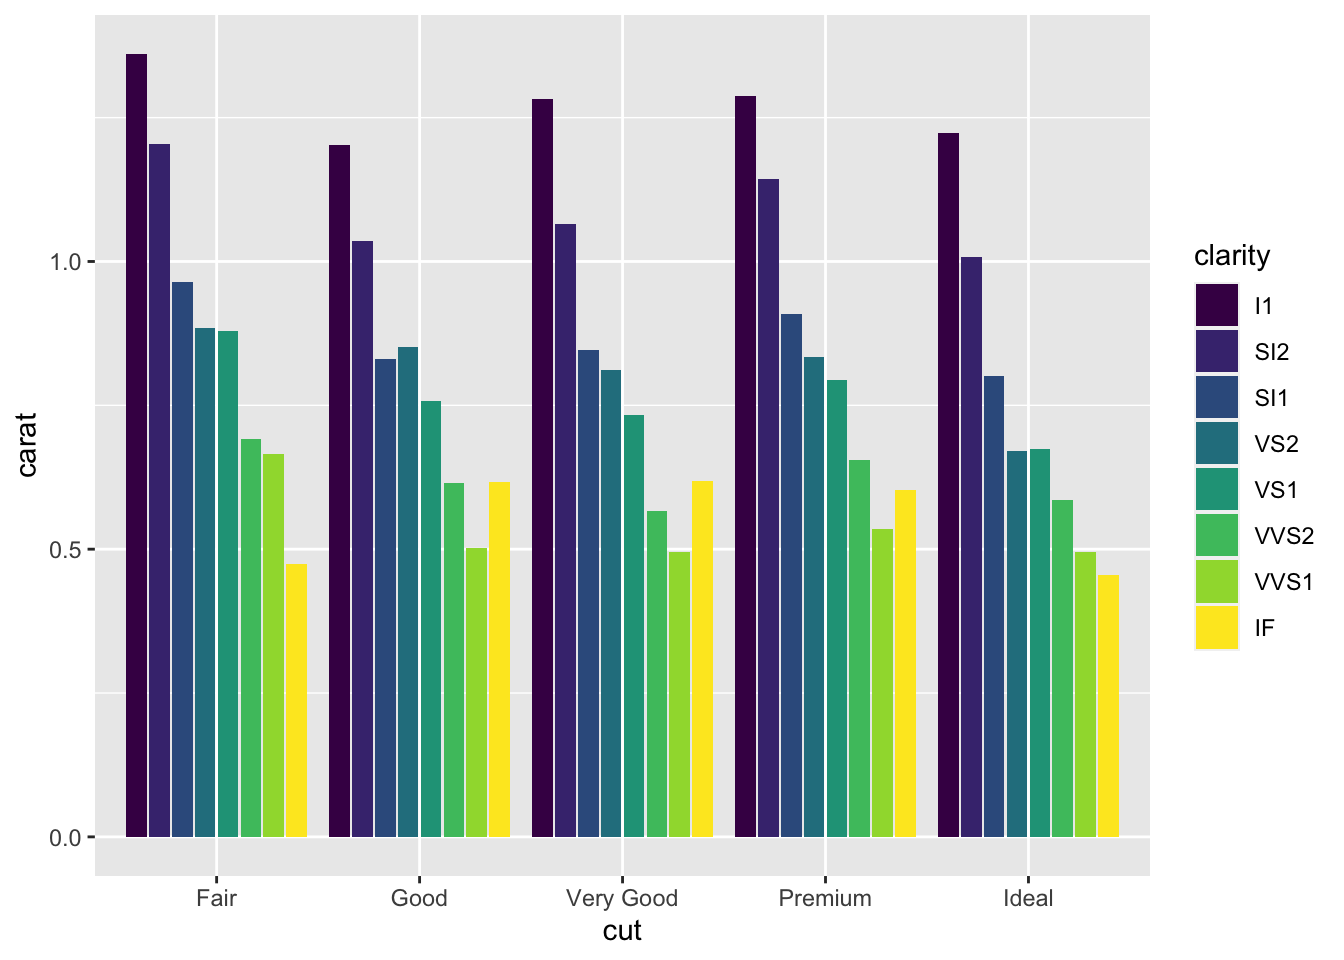 1.0
0.5
0.0
carat
Fair
Good
Very Good
Premium
Ideal
cut
clarity
I1
SI2
SI1
VS2
VS1
VVS2
VVS1
IF